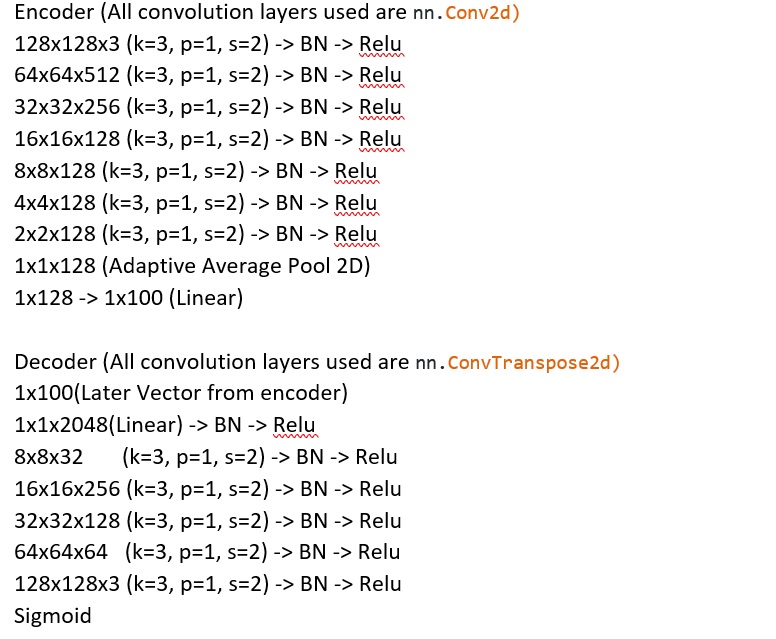 Encoder (All convolution layers used are nn.Conv2d)
128x128x3 (k=3, p=1, s=2) -> BN -> Relu
64x64x512 (k=3, p=1, s=2) -> BN -> Relu
32x32x256 (k=3, p=1, s=2) -> BN -> Relu
16x16x128 (k=3, p=1, s=2) -> BN -> Relu
8x8x128 (k=3, p=1, s=2) -> BN -> Relu
4x4x128 (k=3, p=1, s=2) -> BN -> Relu
2x2x128 (k=3, p=1, s=2) -> BN -> Relu
1x1x128 (Adaptive Average Pool 2D)
1x128 -> 1x100 (Linear)
Decoder (All convolution layers used are nn.ConvTranspose2d)
1x100(Later Vector from encoder)
1x1x2048(Linear) -> BN -> Relu
8x8x32 (k=3, p=1, s=2) -> BN -> Relu
16x16x256 (k=3, p=1, s=2) -> BN -> Relu
32x32x128 (k=3, p=1, s=2) -> BN -> Relu
64x64x64 (k=3, p=1, s=2) -> BN -> Relu
128x128x3 (k=3, p=1, s=2) -> BN -> Relu
Sigmoid